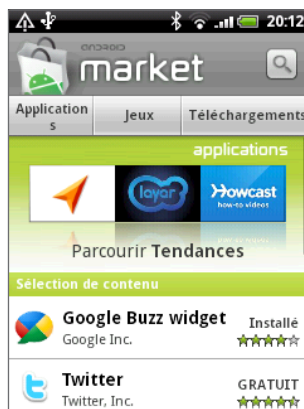 20:12
ANDROID
market
Application
s
Jeux
Téléchargements
applications
layar
Howcast
how-to videos
Parcourir Tendances
Sélection de contenu
Google Buzz widget
Installé
Google Inc.
Twitter
GRATUIT
Twitter, Inc.